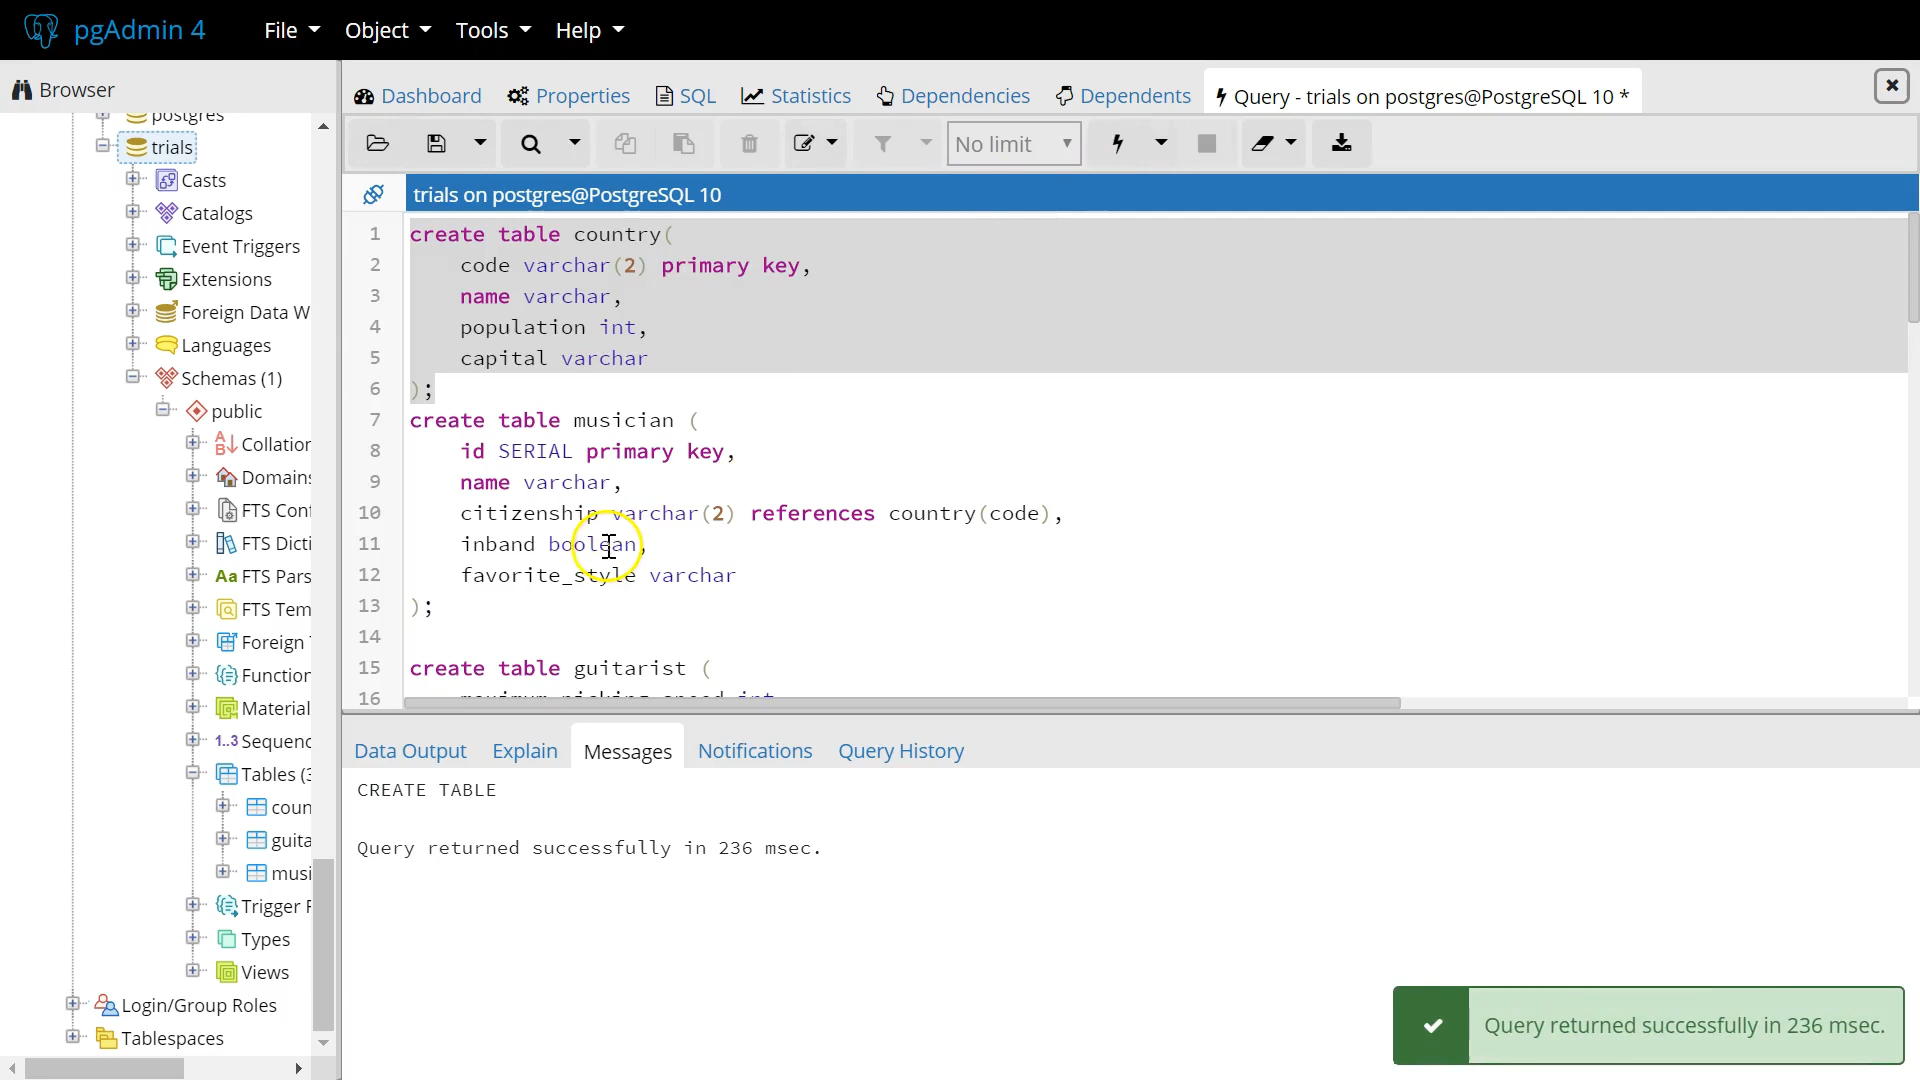 pgAdmin 4 File Object Tools Help
Browser
Dashboard Properties SQL Statistics Dependencies Dependents Query - trials on postgres@PostgreSQL 10 *
No limit
trials on postgres@PostgreSQL 10
postgres
trials
Casts
Catalogs
Event Triggers
Extensions
Foreign Data W
Languages
Schemas (1)
public
Collation
Domains
FTS Conf
FTS Dicti
Aa FTS Pars
FTS Tem
Foreign
Function
Material
1..3 Sequenc
Tables (3
coun
guita
musi
Trigger F
Types
Views
Login/Group Roles
Tablespaces
1 create table country(
2 code varchar(2) primary key,
3 name varchar,
4 population int,
5 capital varchar
6 );
7 create table musician (
8 id SERIAL primary key,
9 name varchar,
10 citizenship varchar(2) references country(code),
11 inband boolean,
12 favorite_style varchar
13 );
14
15 create table guitarist (
16 maximum_picking_speed int
Data Output Explain Messages Notifications Query History
CREATE TABLE
Query returned successfully in 236 msec.
Query returned successfully in 236 msec.